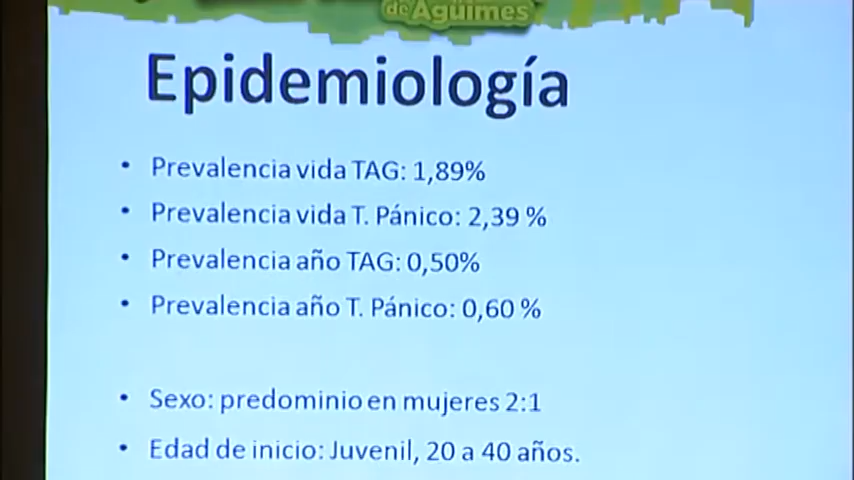 de Agüimes
Epidemiología
• Prevalencia vida TAG: 1,89%
• Prevalencia vida T. Pánico: 2,39 %
• Prevalencia año TAG: 0,50%
• Prevalencia año T. Pánico: 0,60 %
• Sexo: predominio en mujeres 2:1
• Edad de inicio: Juvenil, 20 a 40 años.